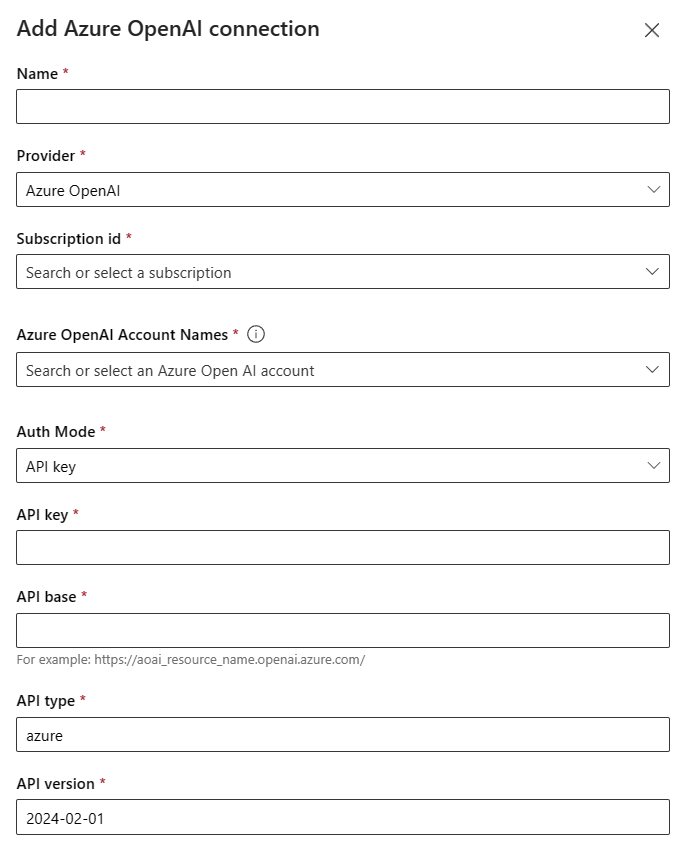 Add Azure OpenAI connection
Name *
Provider *
Azure OpenAI
Subscription id *
Search or select a subscription
Azure OpenAI Account Names *
Search or select an Azure Open AI account
Auth Mode *
API key
API key *
API base *
For example: https://aoai_resource_name.openai.azure.com/
API type *
azure
API version *
2024-02-01